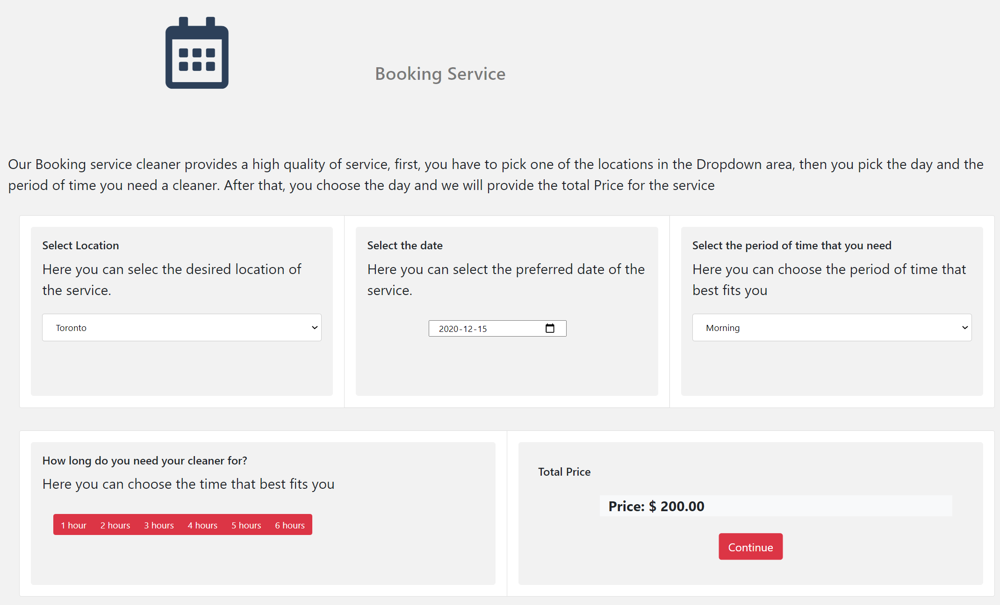 Booking Service
Our Booking service cleaner provides a high quality of service, first, you have to pick one of the locations in the Dropdown area, then you pick the day and the
period of time you need a cleaner. After that, you choose the day and we will provide the total Price for the service
Select Location
Here you can selec the desired location of
the service.
Toronto
Select the date
Here you can select the preferred date of the
service.
2020-12-15
Select the period of time that you need
Here you can choose the period of time that
best fits you
Morning
How long do you need your cleaner for?
Here you can choose the time that best fits you
1 hour 2 hours 3 hours 4 hours 5 hours 6 hours
Total Price
Price: $ 200.00
Continue